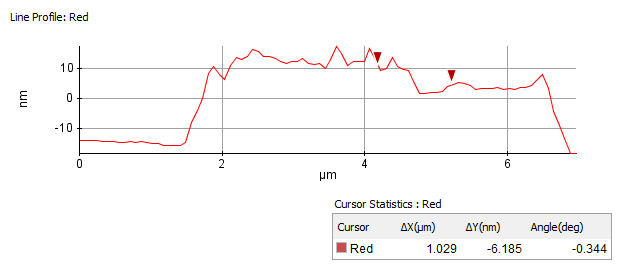 Line Profile: Red
nm
10
0
-10
0 2 4 6
µm
Cursor Statistics : Red
Cursor ΔX(µm) ΔY(nm) Angle(deg)
Red 1.029 -6.185 -0.344